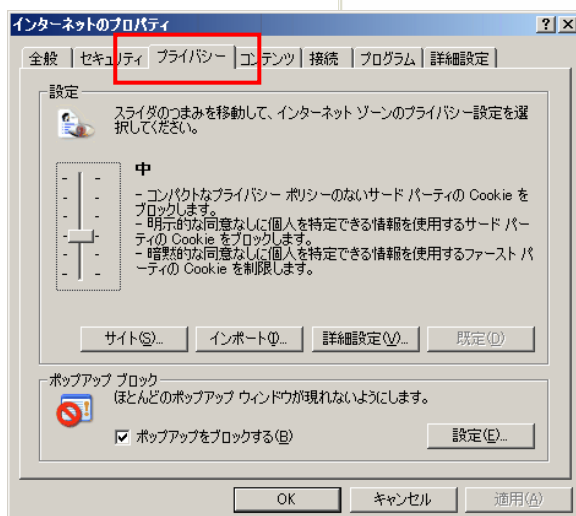 インターネットのプロパティ
全般 セキュリティ プライバシー コンテンツ 接続 プログラム 詳細設定
設定
スライダのつまみを移動して、インターネット ゾーンのプライバシー設定を選
択してください。
中
- コンパクトなプライバシー ポリシーのないサード パーティの Cookie を
ブロックします。
- 明示的な同意なしに個人を特定できる情報を使用するサード パー
ティの Cookie をブロックします。
- 暗黙的な同意なしに個人を特定できる情報を使用するファースト パ
ーティの Cookie を制限します。
サイト(S)... インポート(I)... 詳細設定(V)... 既定(D)
ポップアップ ブロック
ほとんどのポップアップ ウィンドウが現れないようにします。
ポップアップをブロックする(B) 設定(E)...
OK キャンセル 適用(A)